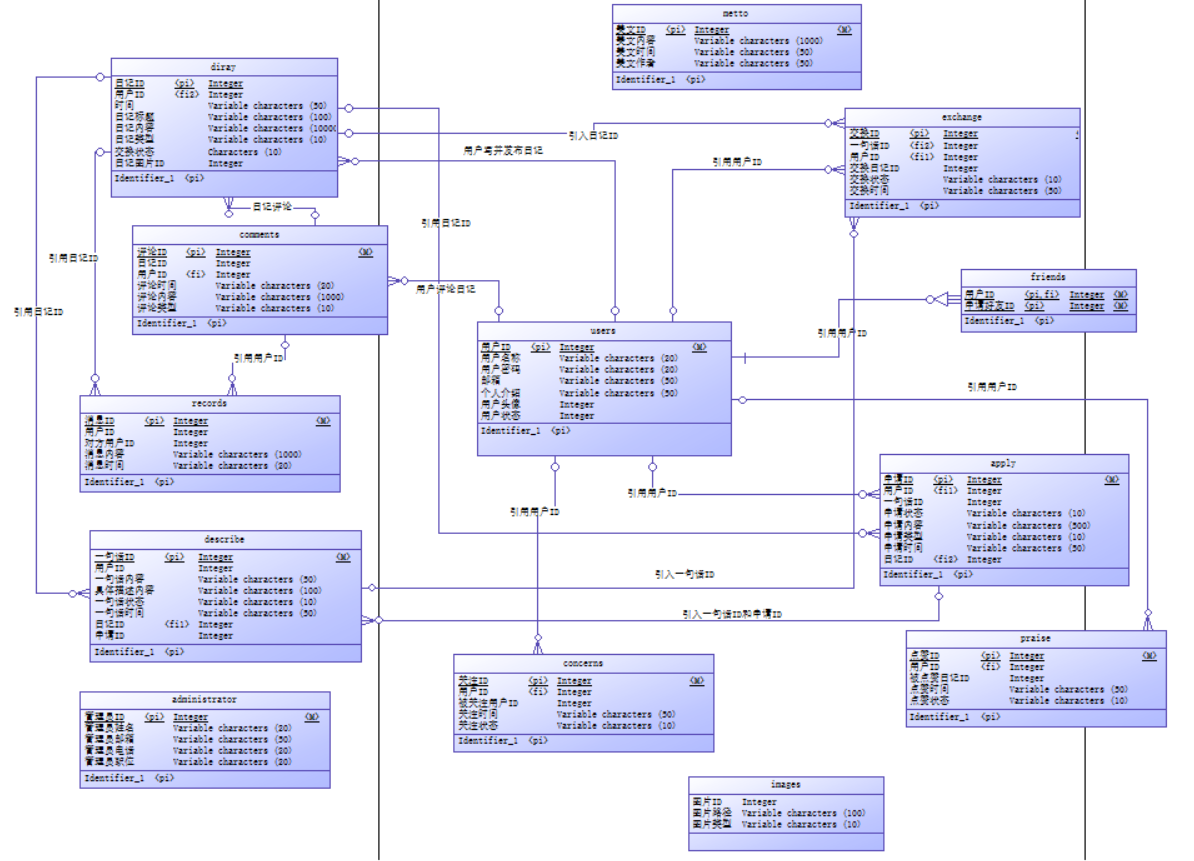 metto
美文ID <pi> Integer <M>
美文内容 Variable characters (1000)
美文时间 Variable characters (50)
美文作者 Variable characters (50)
Identifier_1 <pi>
diray
日记ID <pi> Integer
用户ID <fi2> Integer
时间 Variable characters (50)
日记标题 Variable characters (100)
日记内容 Variable characters (1000
日记类型 Variable characters (10)
交换状态 Characters (10)
日记图片ID Integer
Identifier_1 <pi>
exchange
交换ID <pi> Integer
一句话ID <fi2> Integer
用户ID <fi1> Integer
交换日记ID Integer
交换状态 Variable characters (10)
交换时间 Variable characters (50)
Identifier_1 <pi>
引入日记ID
用户写并发布日记
引用用户ID
日记评论
引用日记ID
comments
评论ID <pi> Integer <M>
日记ID Integer
用户ID <fi> Integer
评论时间 Variable characters (20)
评论内容 Variable characters (1000)
评论类型 Variable characters (10)
Identifier_1 <pi>
引用日记ID
引用日记ID
用户评论日记
friends
用户ID <pi,fi> Integer <M>
申请好友ID <pi> Integer <M>
Identifier_1 <pi>
users
用户ID <pi> Integer <M>
用户名称 Variable characters (20)
用户密码 Variable characters (20)
邮箱 Variable characters (50)
个人介绍 Variable characters (50)
用户头像 Integer
用户状态 Integer
Identifier_1 <pi>
引用用户ID
引用用户ID
引用用户ID
records
消息ID <pi> Integer <M>
用户ID Integer
对方用户ID Integer
消息内容 Variable characters (1000)
消息时间 Variable characters (20)
Identifier_1 <pi>
apply
申请ID <pi> Integer <M>
用户ID <fi1> Integer
一句话ID Integer
申请状态 Variable characters (10)
申请内容 Variable characters (500)
申请类型 Variable characters (10)
申请时间 Variable characters (50)
日记ID <fi2> Integer
Identifier_1 <pi>
引用用户ID
引用用户ID
describe
一句话ID <pi> Integer <M>
用户ID Integer
一句话内容 Variable characters (50)
具体描述内容 Variable characters (100)
一句话状态 Variable characters (10)
一句话时间 Variable characters (50)
日记ID <fi1> Integer
申请ID Integer
Identifier_1 <pi>
引入一句话ID
引入一句话ID和申请ID
praise
点赞ID <pi> Integer <M>
用户ID <fi> Integer
被点赞日记ID Integer
点赞时间 Variable characters (50)
点赞状态 Variable characters (10)
Identifier_1 <pi>
concerns
关注ID <pi> Integer <M>
用户ID <fi> Integer
被关注用户ID Integer
关注时间 Variable characters (50)
关注状态 Variable characters (10)
Identifier_1 <pi>
administrator
管理员ID <pi> Integer <M>
管理员姓名 Variable characters (20)
管理员邮箱 Variable characters (50)
管理员电话 Variable characters (20)
管理员职位 Variable characters (20)
Identifier_1 <pi>
images
图片ID Integer
图片路径 Variable characters (100)
图片类型 Variable characters (10)